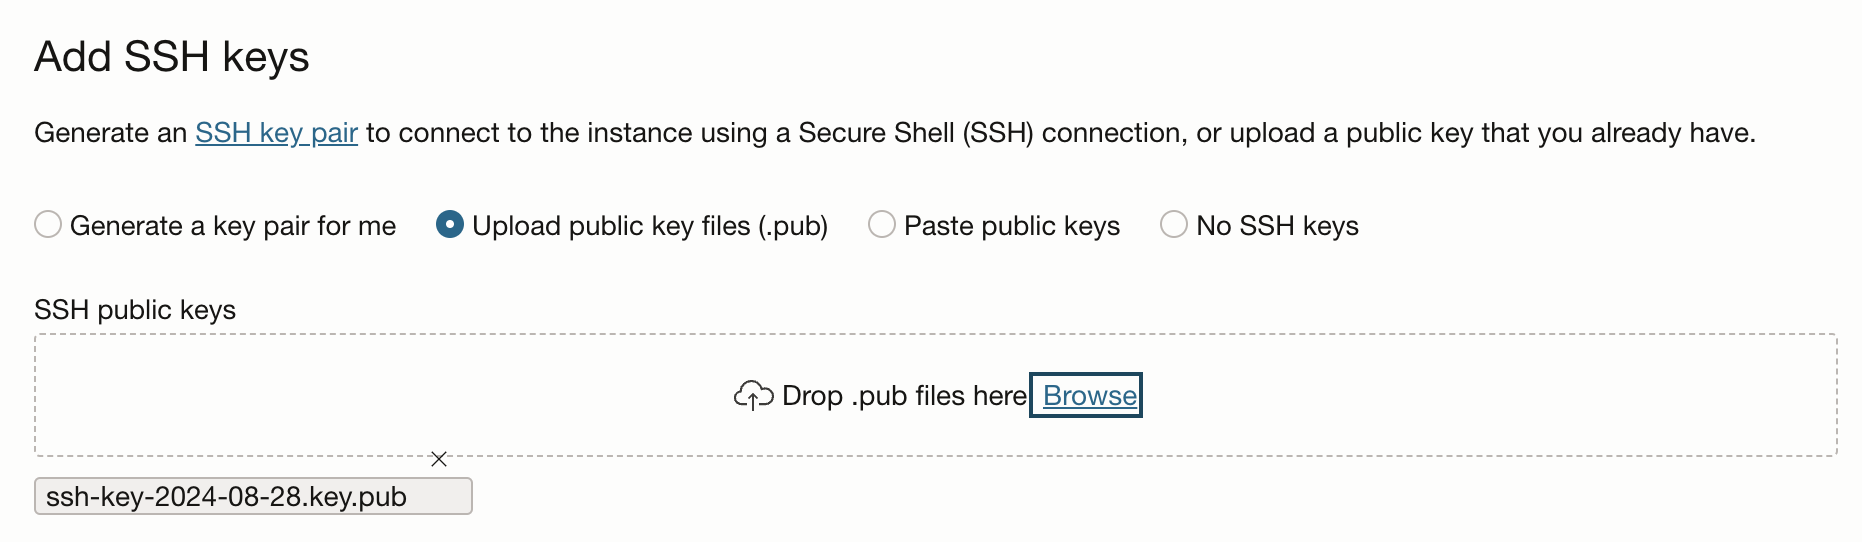 Add SSH keys
Generate an SSH key pair to connect to the instance using a Secure Shell (SSH) connection, or upload a public key that you already have.
Generate a key pair for me Upload public key files (.pub) Paste public keys No SSH keys
SSH public keys
Drop .pub files here Browse
ssh-key-2024-08-28.key.pub